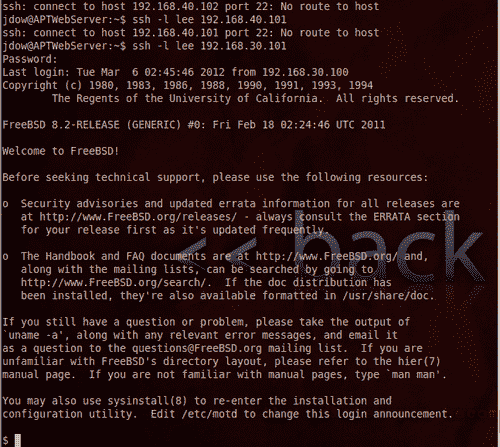 ssh: connect to host 192.168.40.102 port 22: No route to host
jdow@APTWebServer:~$ ssh -l lee 192.168.40.101
ssh: connect to host 192.168.40.101 port 22: No route to host
jdow@APTWebServer:~$ ssh -l lee 192.168.30.101
Password:
Last login: Tue Mar  6 02:45:46 2012 from 192.168.30.100
Copyright (c) 1980, 1983, 1986, 1988, 1990, 1991, 1993, 1994
        The Regents of the University of California.  All rights reserved.
FreeBSD 8.2-RELEASE (GENERIC) #0: Fri Feb 18 02:24:46 UTC 2011
Welcome to FreeBSD!
Before seeking technical support, please use the following resources:
o  Security advisories and updated errata information for all releases are
   at http://www.FreeBSD.org/releases/ - always consult the ERRATA section
   for your release first as it's updated frequently.
o  The Handbook and FAQ documents are at http://www.FreeBSD.org/ and,
   along with the mailing lists, can be searched by going to
   http://www.FreeBSD.org/search/.  If the doc distribution has
   been installed, they're also available formatted in /usr/share/doc.
If you still have a question or problem, please take the output of
`uname -a', along with any relevant error messages, and email it
as a question to the questions@FreeBSD.org mailing list.  If you are
unfamiliar with FreeBSD's directory layout, please refer to the hier(7)
manual page.  If you are not familiar with manual pages, type `man man'.
You may also use sysinstall(8) to re-enter the installation and
configuration utility.  Edit /etc/motd to change this login announcement.
$
<< back